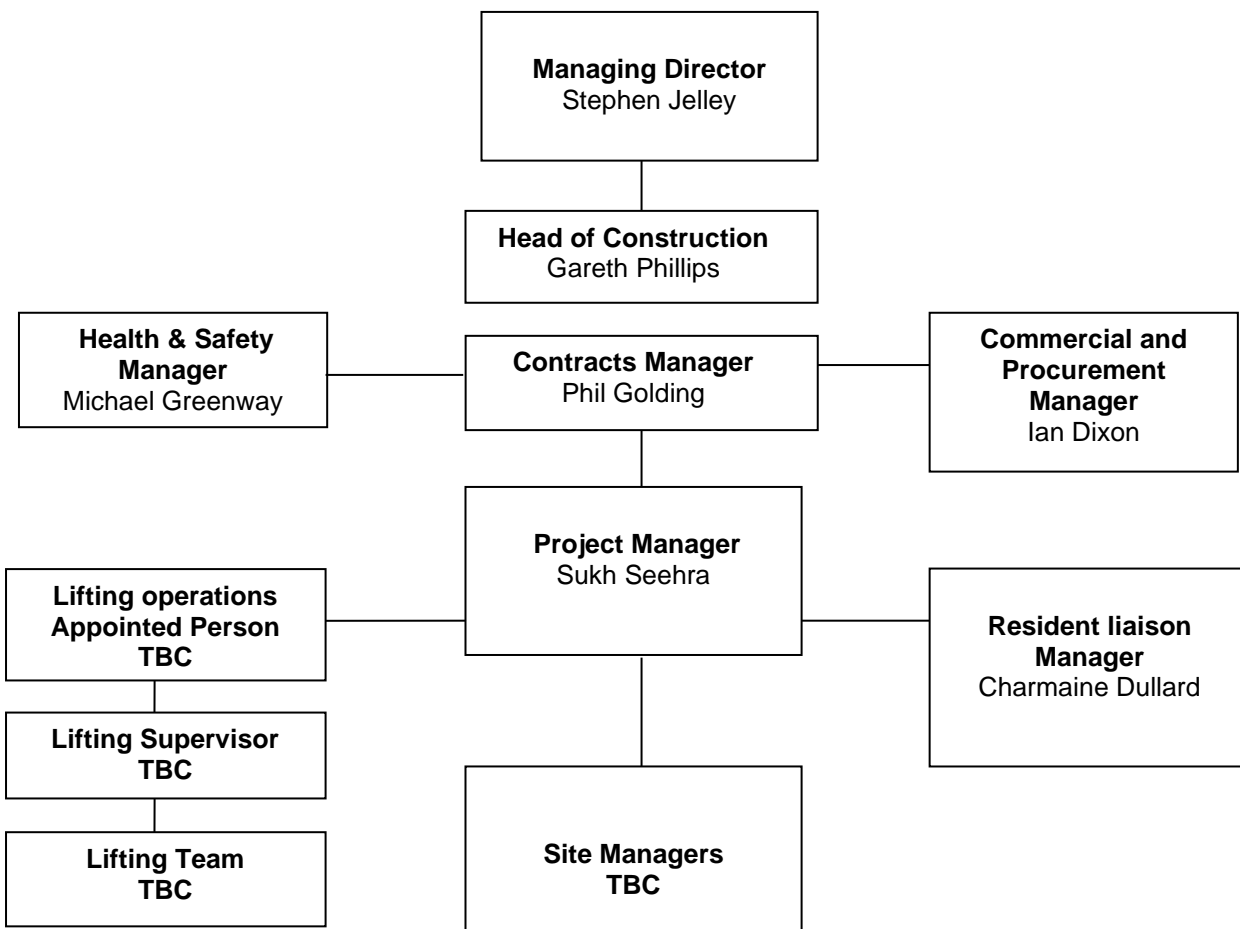 Managing Director
Stephen Jelley
Head of Construction
Gareth Phillips
Health & Safety
Manager
Michael Greenway
Contracts Manager
Phil Golding
Commercial and
Procurement
Manager
Ian Dixon
Project Manager
Sukh Seehra
Lifting operations
Appointed Person
TBC
Resident liaison
Manager
Charmaine Dullard
Lifting Supervisor
TBC
Lifting Team
TBC
Site Managers
TBC